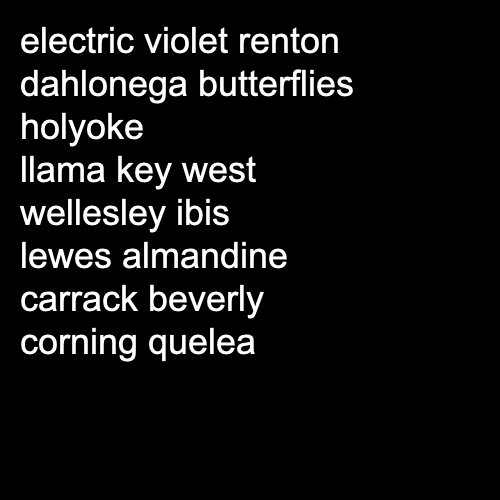 electric violet renton
dahlonega butterflies
holyoke
llama key west
wellesley ibis
lewes almandine
carrack beverly
corning quelea